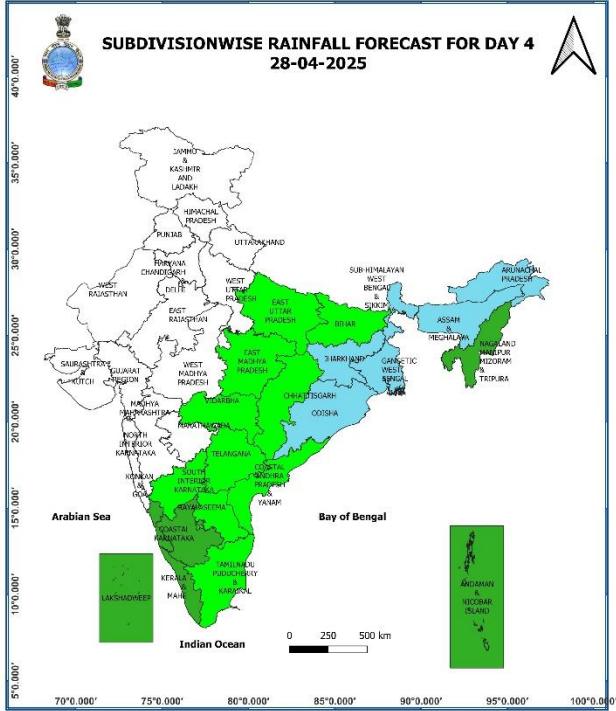 SUBDIVISIONWISE RAINFALL FORECAST FOR DAY 4
28-04-2025
40°0.000'
35°0.000'
30°0.000'
25°0.000'
20°0.000'
15°0.000'
10°0.000'
5°0.000'
JAMMO
&
KASHMIR
AND
LADAKH
HIMACHAL
PRADESH
PUNJAB
UTTARAKHAND
HARYANA
CHANDIGARH
&
DELHI
WEST
RAJASTHAN
WEST
UTTAR
PRADESH
EAST
RAJASTHAN
EAST
UTTAR
PRADESH
BIHAR
SUB-HIMALAYAN
WEST
BENGAL
&
SIKKIM
ARUNACHAL
PRADESH
ASSAM
&
MEGHALAYA
NAGALAND
MANIPUR
MIZORAM
&
TRIPURA
SAURASHTRA
&
KUTCH
GUJARAT
REGION
WEST
MADHYA
PRADESH
EAST
MADHYA
PRADESH
JHARKHAND
GANGETIC
WEST
BENGAL
CHHATTISGARH
ODISHA
MADHYA
MAHARASHTRA
VIDARBHA
MARATHWADA
NORTH
INTERIOR
KARNATAKA
TELANGANA
KONKAN
&
GOA
SOUTH
INTERIOR
KARNATAKA
COASTAL
ANDHRA
PRADESH
&
YANAM
RAYALSEEMA
COASTAL
KARNATAKA
Arabian Sea
Bay of Bengal
LAKSHADWEEP
KERALA
&
MAHE
TAMILNADU
PUDUCHERRY
&
KARAIKAL
ANDAMAN
&
NICOBAR
ISLAND
Indian Ocean
0 250 500 km
70°0.000' 75°0.000' 80°0.000' 85°0.000' 90°0.000' 95°0.000' 100°0.000'